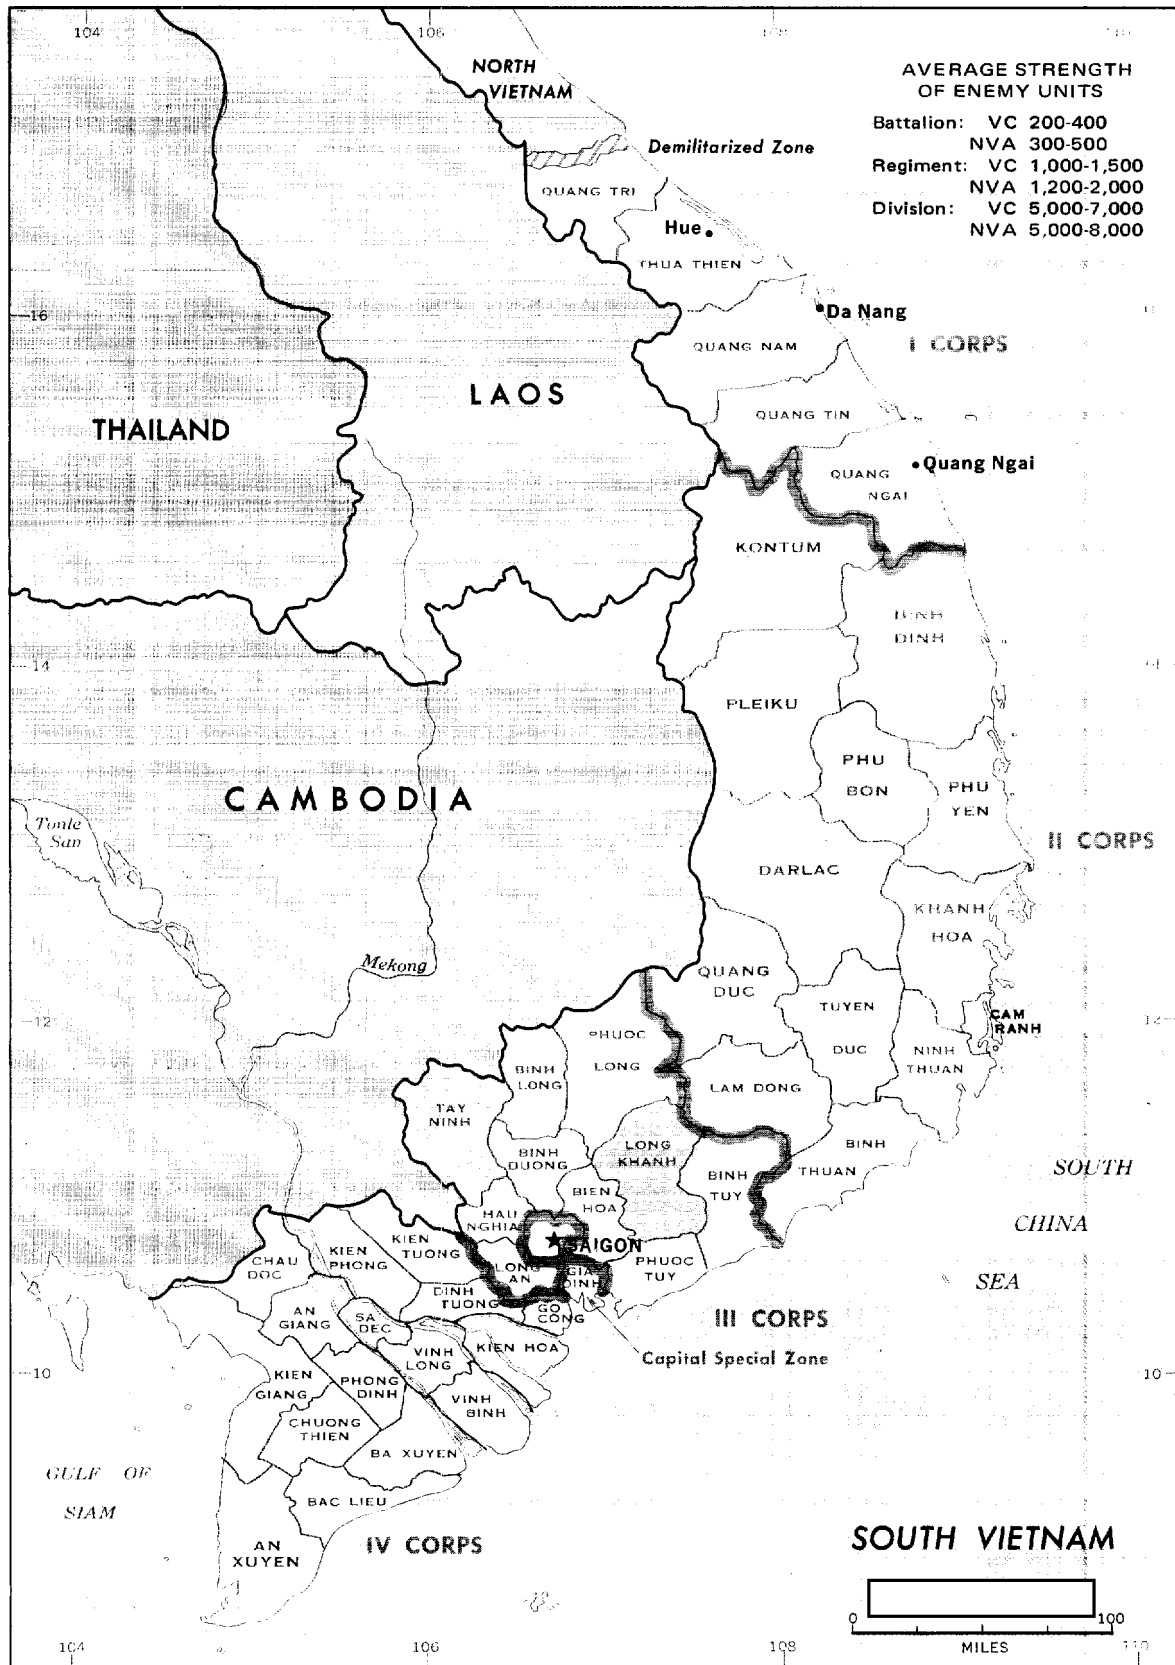 104
106
108
110
NORTH
VIETNAM
AVERAGE STRENGTH
OF ENEMY UNITS
Battalion: VC 200-400
NVA 300-500
Regiment: VC 1,000-1,500
NVA 1,200-2,000
Division: VC 5,000-7,000
NVA 5,000-8,000
Demilitarized Zone
QUANG TRI
Hue
THUA THIEN
16
Da Nang
QUANG NAM
I CORPS
LAOS
QUANG TIN
THAILAND
Quang Ngai
QUANG
NGAI
KONTUM
BINH
DINH
14
14
PLEIKU
PHU
BON
PHU
YEN
CAMBODIA
Tonle
Sap
II CORPS
DARLAC
KHANH
HOA
Mekong
QUANG
DUC
TUYEN
DUC
CAM
RANH
12
12
PHUOC
LONG
NINH
THUAN
BINH
LONG
LAM DONG
TAY
NINH
LONG
KHANH
BINH
THUAN
BINH
DUONG
BINH
TUY
SOUTH
CHINA
SEA
BIEN
HOA
HAU
NGHIA
SAIGON
KIEN
TUONG
KIEN
PHONG
CHAU
DOC
LONG
AN
GIA
DINH
PHUOC
TUY
DINH
TUONG
GO
CONG
AN
GIANG
SA
DEC
III CORPS
VINH
LONG
KIEN HOA
Capital Special Zone
10
10
KIEN
GIANG
PHONG
DINH
VINH
BINH
CHUONG
THIEN
BA XUYEN
GULF OF
SIAM
BAC LIEU
AN
XUYEN
IV CORPS
SOUTH VIETNAM
0
100
MILES
104
106
108
110